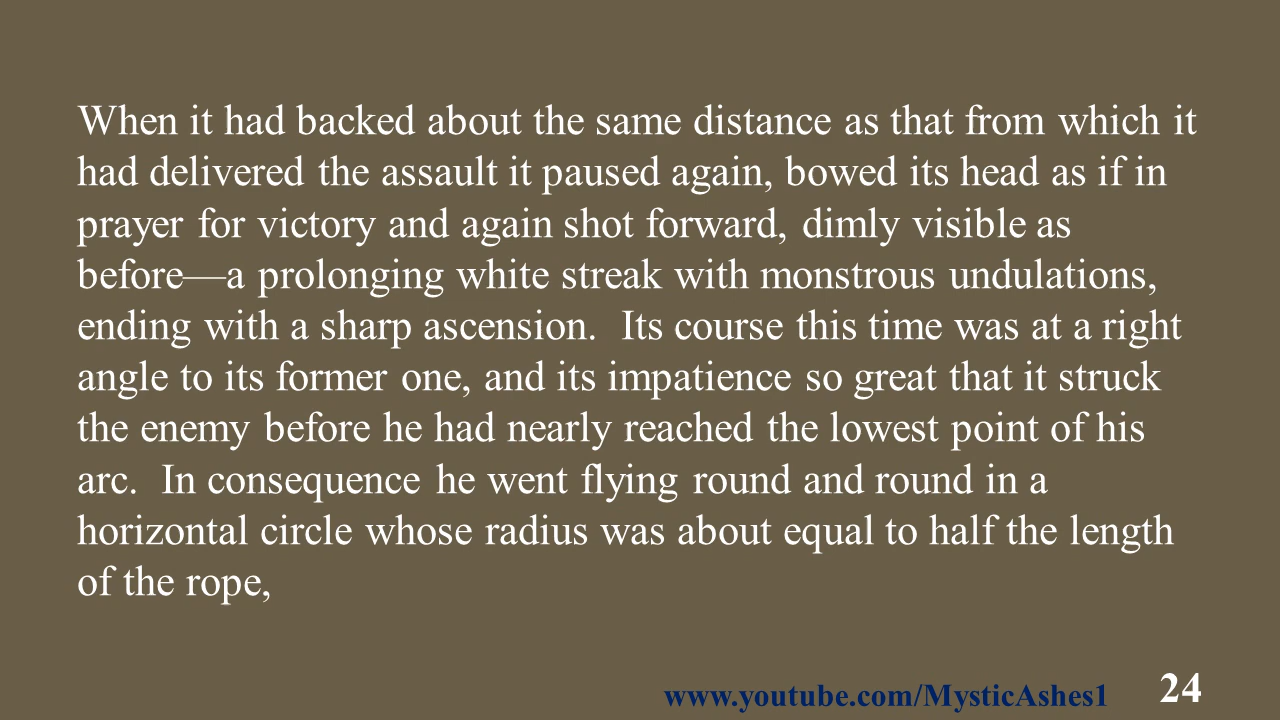 When it had backed about the same distance as that from which it
had delivered the assault it paused again, bowed its head as if in
prayer for victory and again shot forward, dimly visible as
before—a prolonging white streak with monstrous undulations,
ending with a sharp ascension.  Its course this time was at a right
angle to its former one, and its impatience so great that it struck
the enemy before he had nearly reached the lowest point of his
arc.  In consequence he went flying round and round in a
horizontal circle whose radius was about equal to half the length
of the rope,
www.youtube.com/MysticAshes1
24